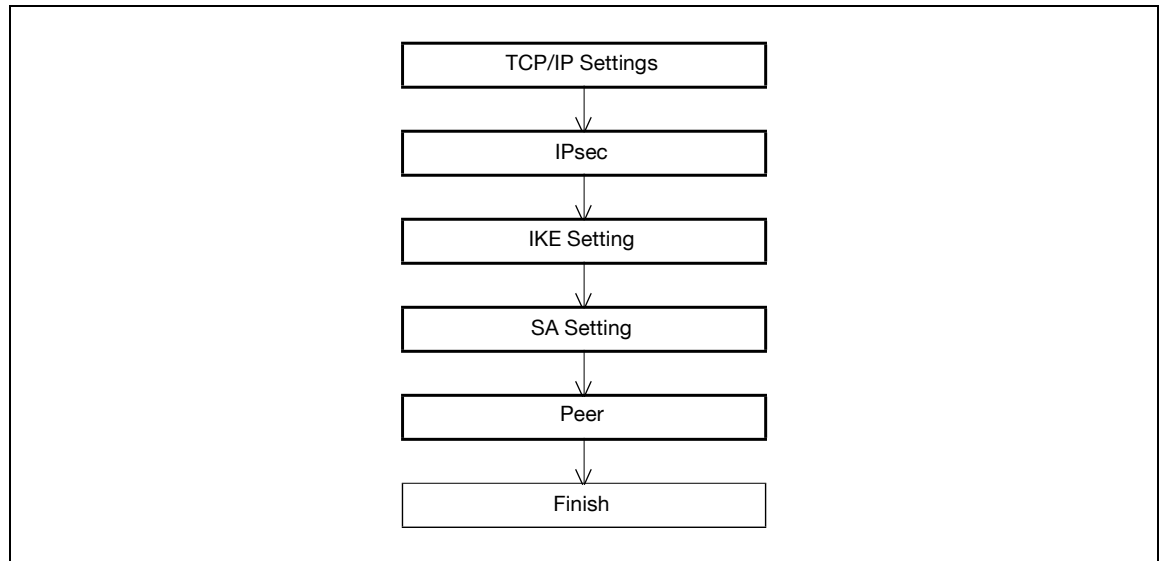 TCP/IP Settings
IPsec
IKE Setting
SA Setting
Peer
Finish